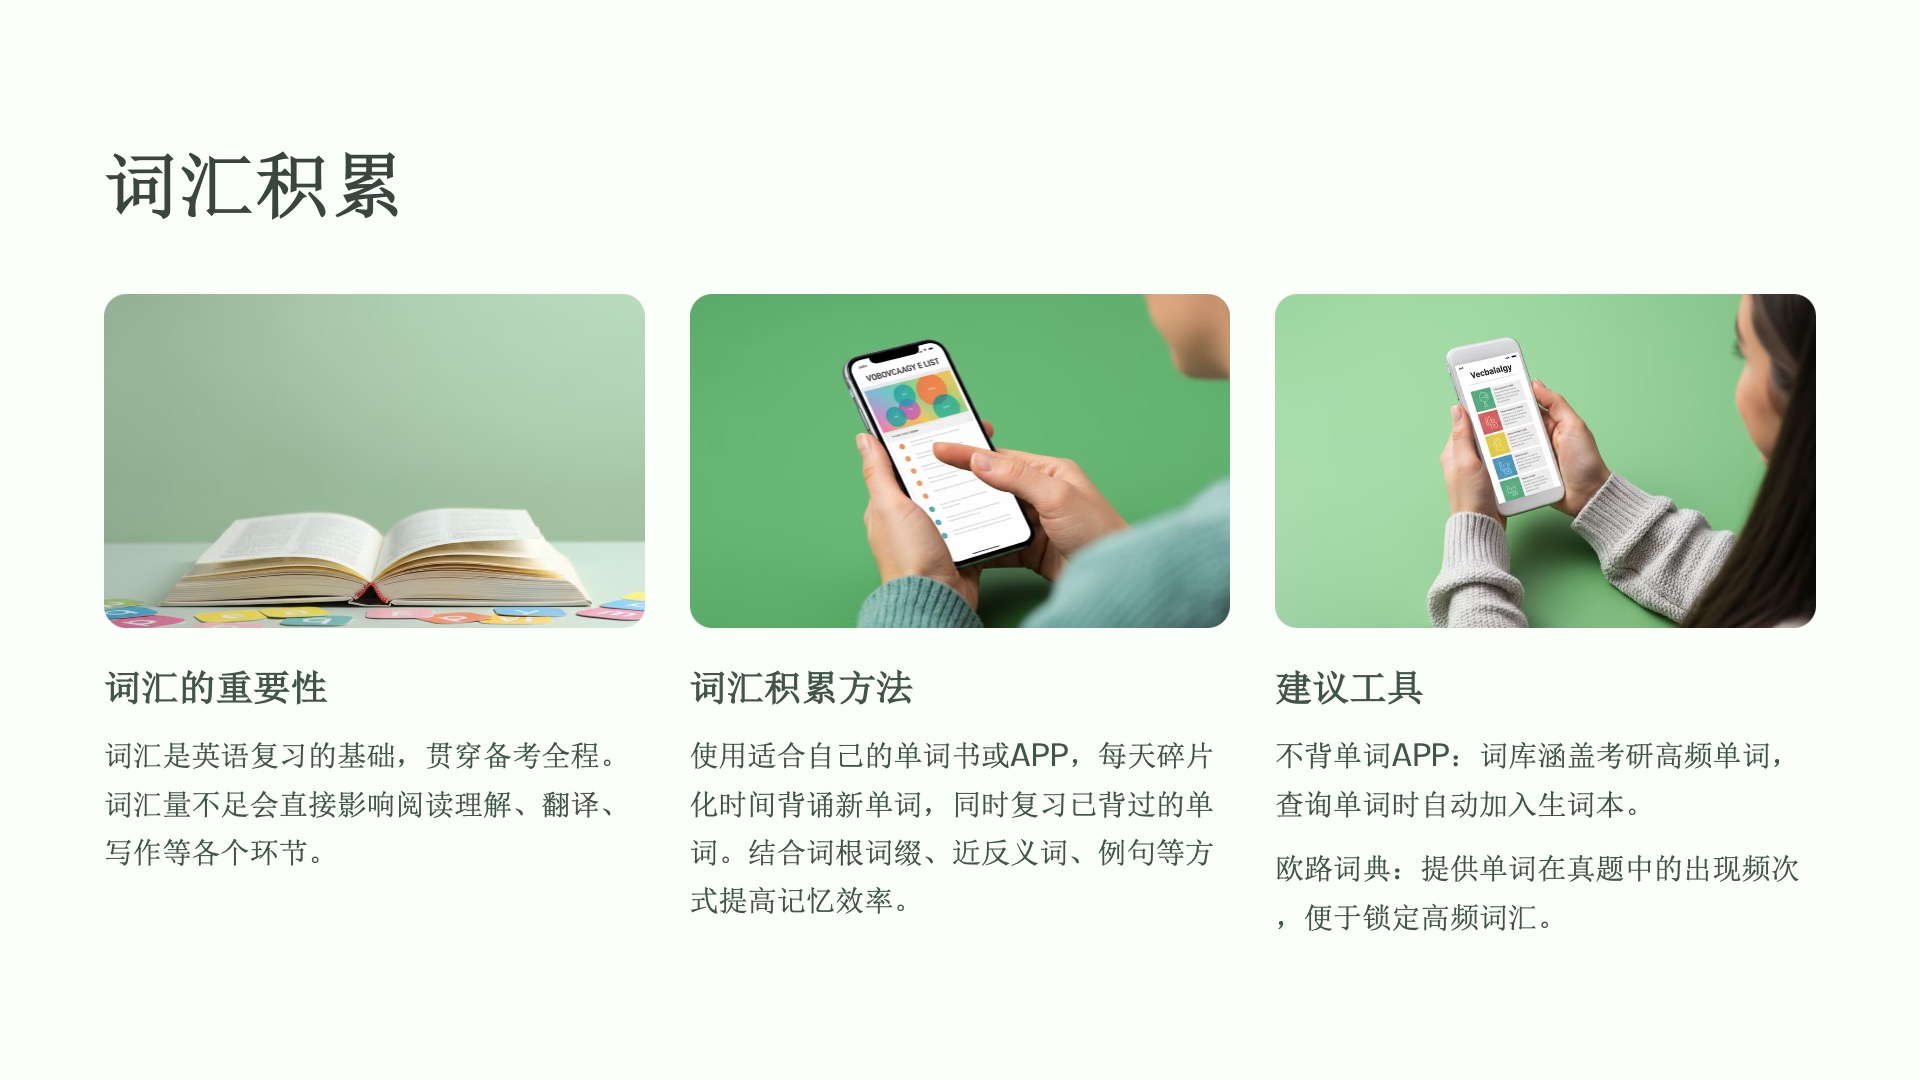 词汇积累
VOBDVCAAGY E LIST
Vecbalalgy
词汇的重要性
词汇是英语复习的基础，贯穿备考全程。
词汇量不足会直接影响阅读理解、翻译、
写作等各个环节。
词汇积累方法
使用适合自己的单词书或APP，每天碎片
化时间背诵新单词，同时复习已背过的单
词。结合词根词缀、近反义词、例句等方
式提高记忆效率。
建议工具
不背单词APP：词库涵盖考研高频单词，
查询单词时自动加入生词本。
欧路词典：提供单词在真题中的出现频次
，便于锁定高频词汇。